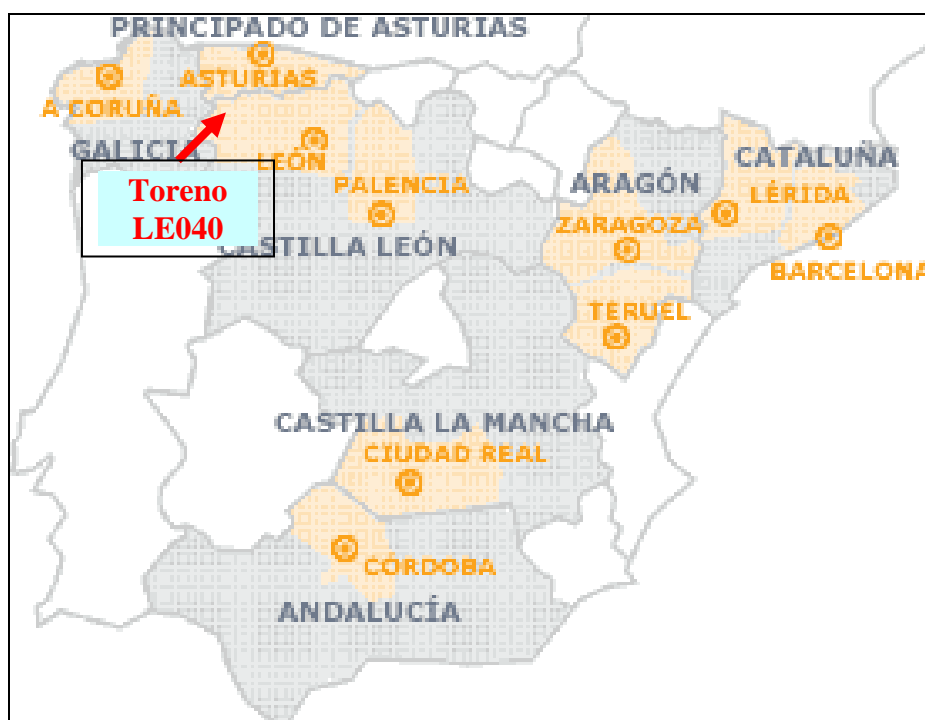 PRINCIPADO DE ASTURIAS
ASTURIAS
A CORUÑA
GALICIA
LEÓN
Toreno
LE040
PALENCIA
CASTILLA LEÓN
ARAGÓN
CATALUÑA
LÉRIDA
ZARAGOZA
BARCELONA
TERUEL
CASTILLA LA MANCHA
CIUDAD REAL
CÓRDOBA
ANDALUCÍA